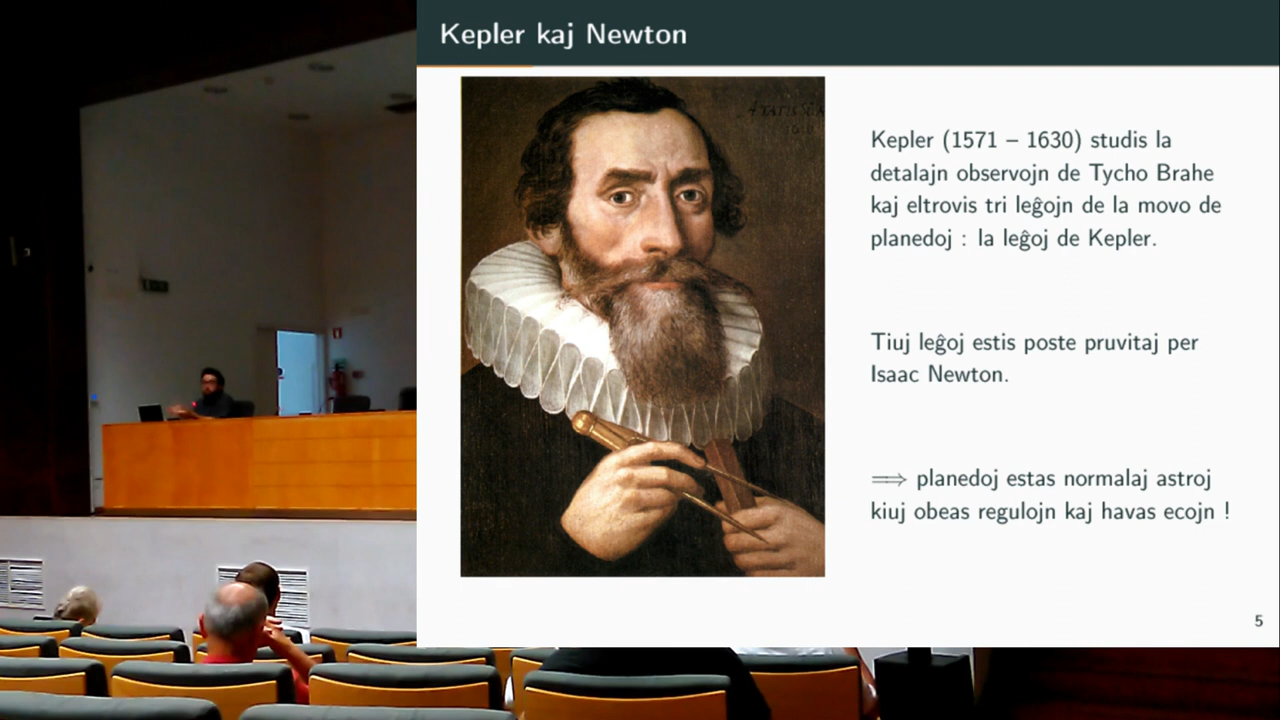 Kepler kaj Newton
Kepler (1571 – 1630) studis la
detalajn observojn de Tycho Brahe
kaj eltrovis tri leĝojn de la movo de
planedoj : la leĝoj de Kepler.
Tiuj leĝoj estis poste pruvitaj per
Isaac Newton.
⟹ planedoj estas normalaj astroj
kiuj obeas regulojn kaj havas ecojn !
5